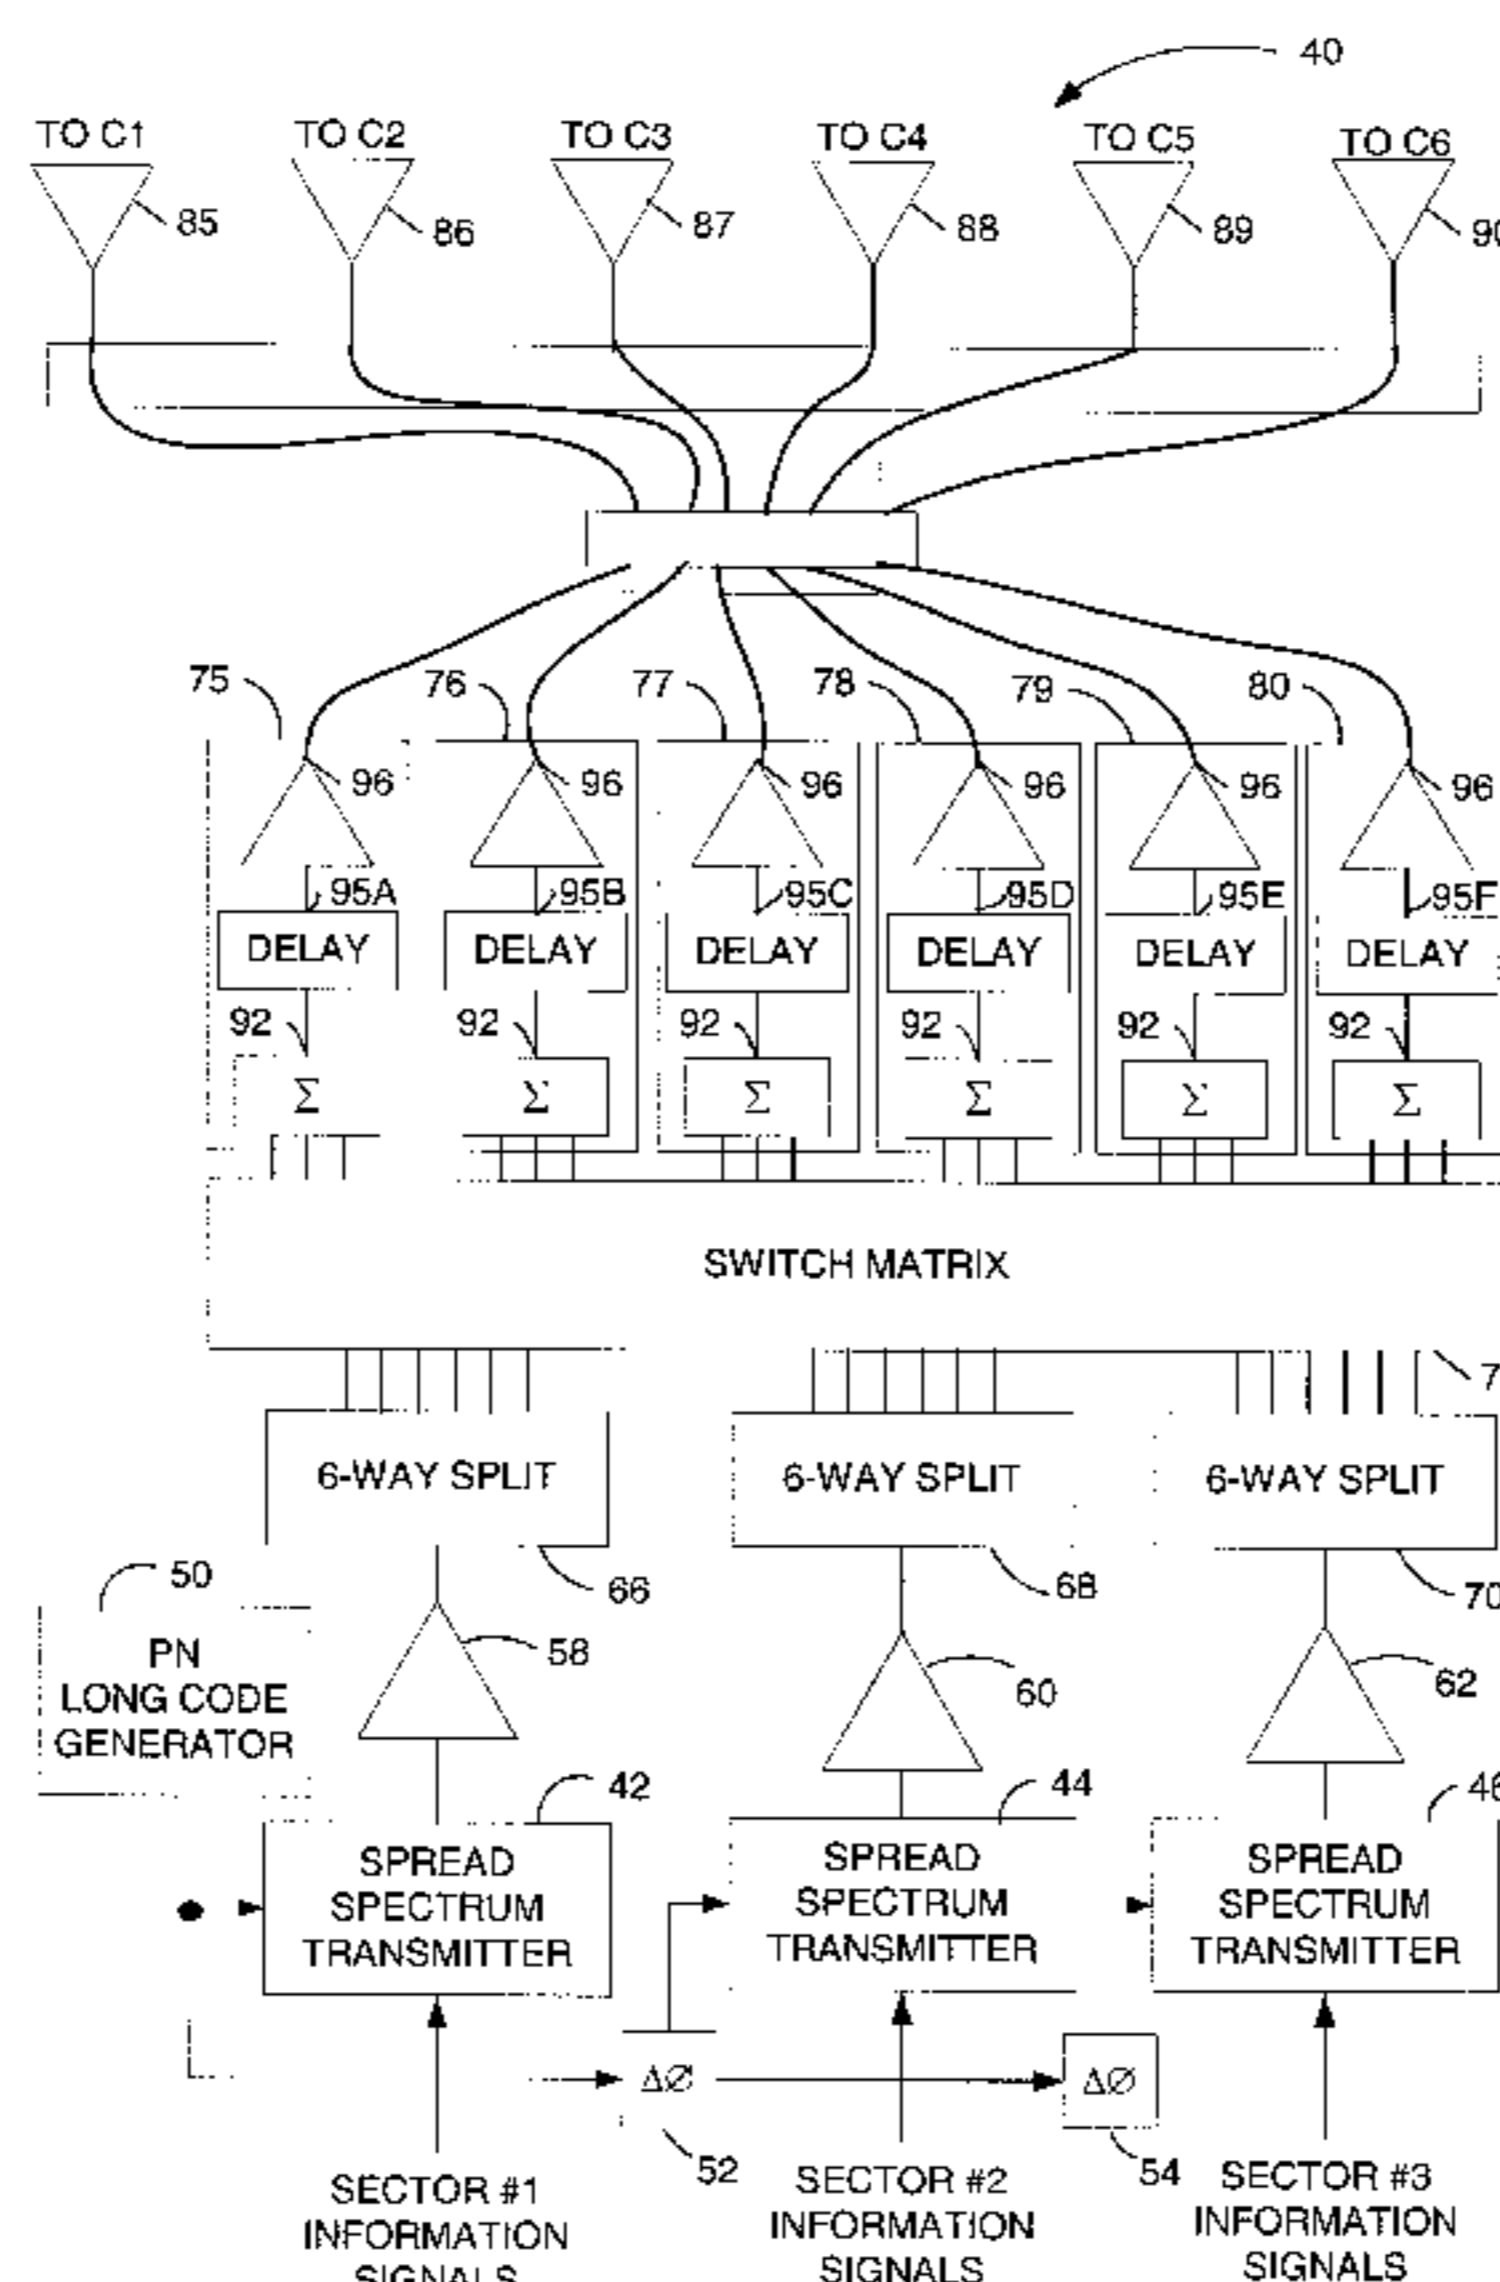 40
TO C1 TO C2 TO C3 TO C4 TO C5 TO C6
85 86 87 88 89 90
75 76 77 78 79 80
96 96 96 96 96 96
95A 95B 95C 95D 95E 95F
DELAY DELAY DELAY DELAY DELAY DELAY
92 92 92 92 92 92
Σ Σ Σ Σ Σ Σ
SWITCH MATRIX
7
6-WAY SPLIT 6-WAY SPLIT 6-WAY SPLIT
50 66 68 70
PN
LONG CODE
GENERATOR
58 60 62
42 44 46
SPREAD
SPECTRUM
TRANSMITTER
SPREAD
SPECTRUM
TRANSMITTER
SPREAD
SPECTRUM
TRANSMITTER
ΔØ ΔØ
52 54
SECTOR #1
INFORMATION
SIGNALS
SECTOR #2
INFORMATION
SIGNALS
SECTOR #3
INFORMATION
SIGNALS